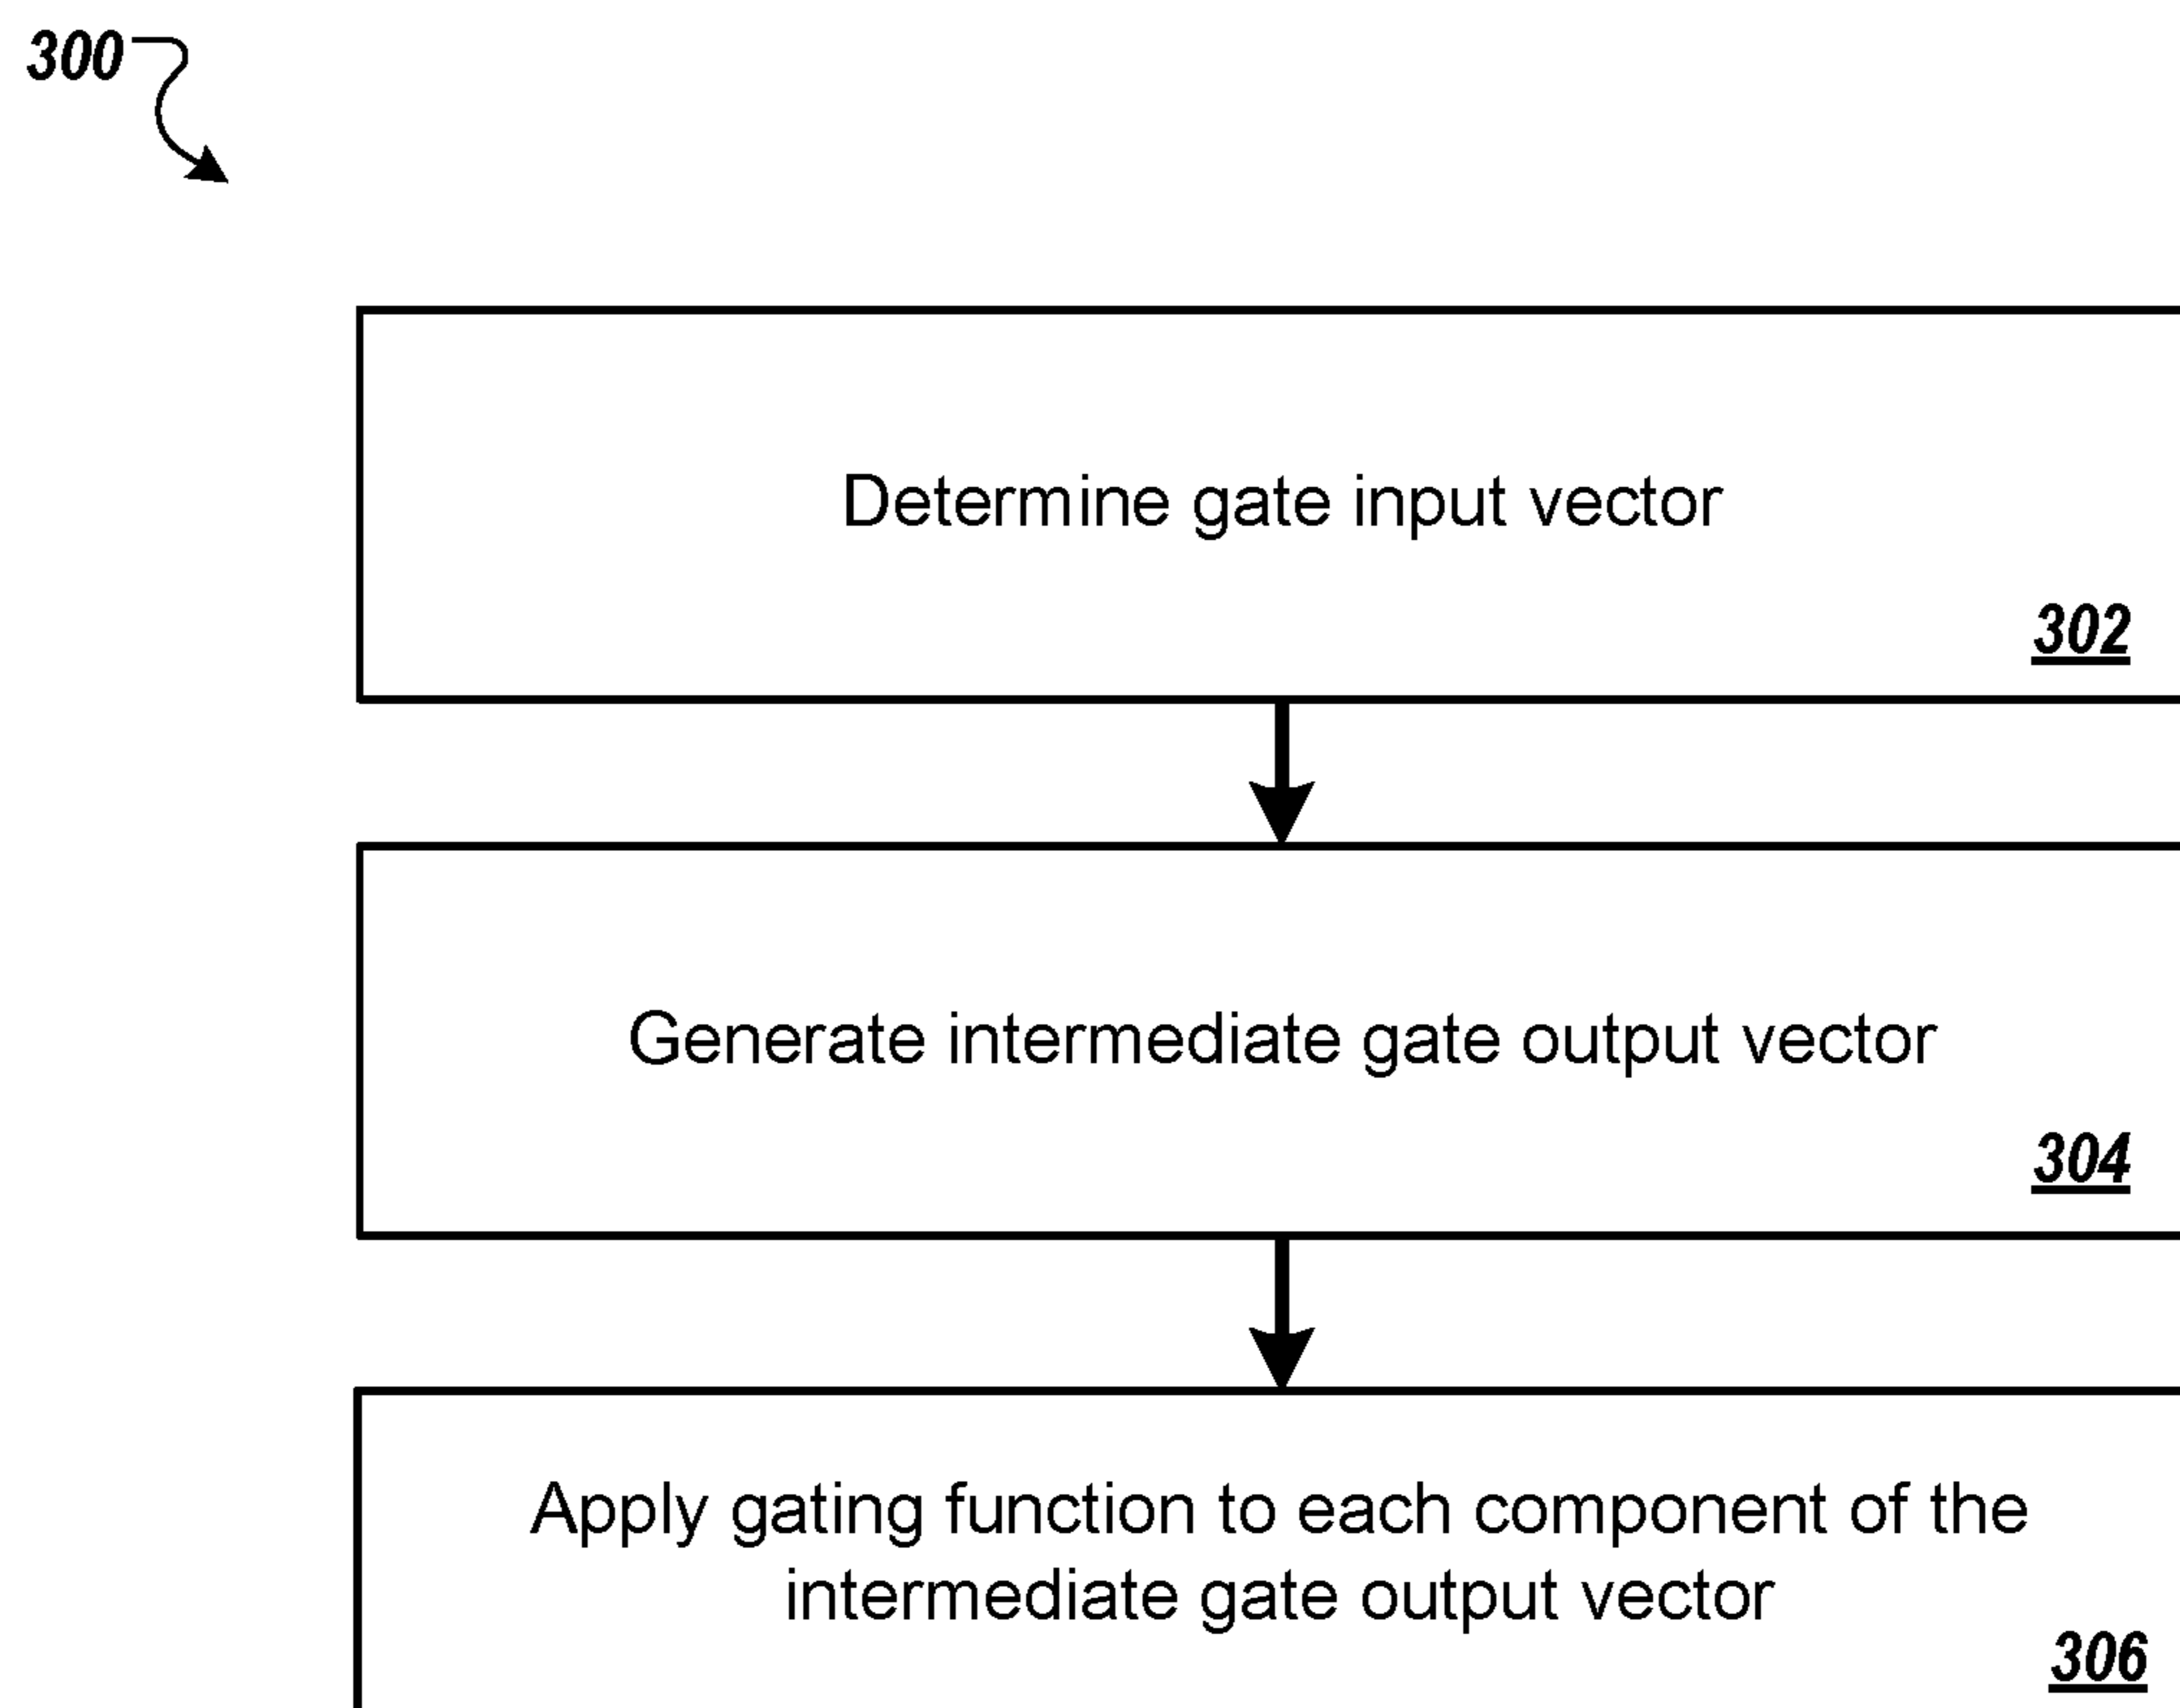 300
Determine gate input vector
302
Generate intermediate gate output vector
304
Apply gating function to each component of the
intermediate gate output vector
306